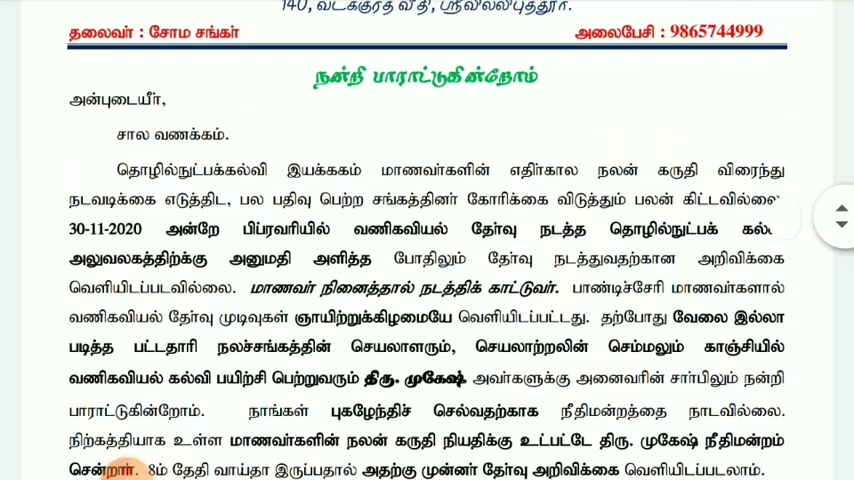 140, வடக்குரத வீதி, ஸ்ரீவில்லிபுத்தூர்.
தலைவர் : சோம சங்கர் அலைபேசி : 9865744999
நன்றி பாராட்டுகின்றோம்
அன்புடையீர்,
சால வணக்கம்.
தொழில்நுட்பக்கல்வி இயக்ககம் மாணவர்களின் எதிர்கால நலன் கருதி விரைந்து
நடவடிக்கை எடுத்திட, பல பதிவு பெற்ற சங்கத்தினர் கோரிக்கை விடுத்தும் பலன் கிட்டவில்லை
30-11-2020 அன்றே பிப்ரவரியில் வணிகவியல் தேர்வு நடத்த தொழில்நுட்பக்
அலுவலகத்திற்க்கு அனுமதி அளித்த போதிலும் தேர்வு நடத்துவதற்கான அறிவிக்கை
வெளியிடப்படவில்லை. மாணவர் நினைத்தால் நடத்திக் காட்டுவர். பாண்டிச்சேரி மாணவர்களால்
வணிகவியல் தேர்வு முடிவுகள் ஞாயிற்றுக்கிழமையே வெளியிடப்பட்டது. தற்போது வேலை இல்லா
படித்த பட்டதாரி நலச்சங்கத்தின் செயலாளரும், செயலாற்றலின் செம்மலும் காஞ்சியில்
வணிகவியல் கல்வி பயிற்சி பெற்றுவரும் திரு. முகேஷ் அவர்களுக்கு அனைவரின் சார்பிலும் நன்றி
பாராட்டுகின்றோம். நாங்கள் புகழேந்திச் செல்வதற்காக நீதிமன்றத்தை நாடவில்லை.
நிற்கத்தியாக உள்ள மாணவர்களின் நலன் கருதி நியதிக்கு உட்பட்டே திரு. முகேஷ் நீதிமன்றம்
சென்றார். 8ம் தேதி வாய்தா இருப்பதால் அதற்கு முன்னர் தேர்வு அறிவிக்கை வெளியிடப்படலாம்.